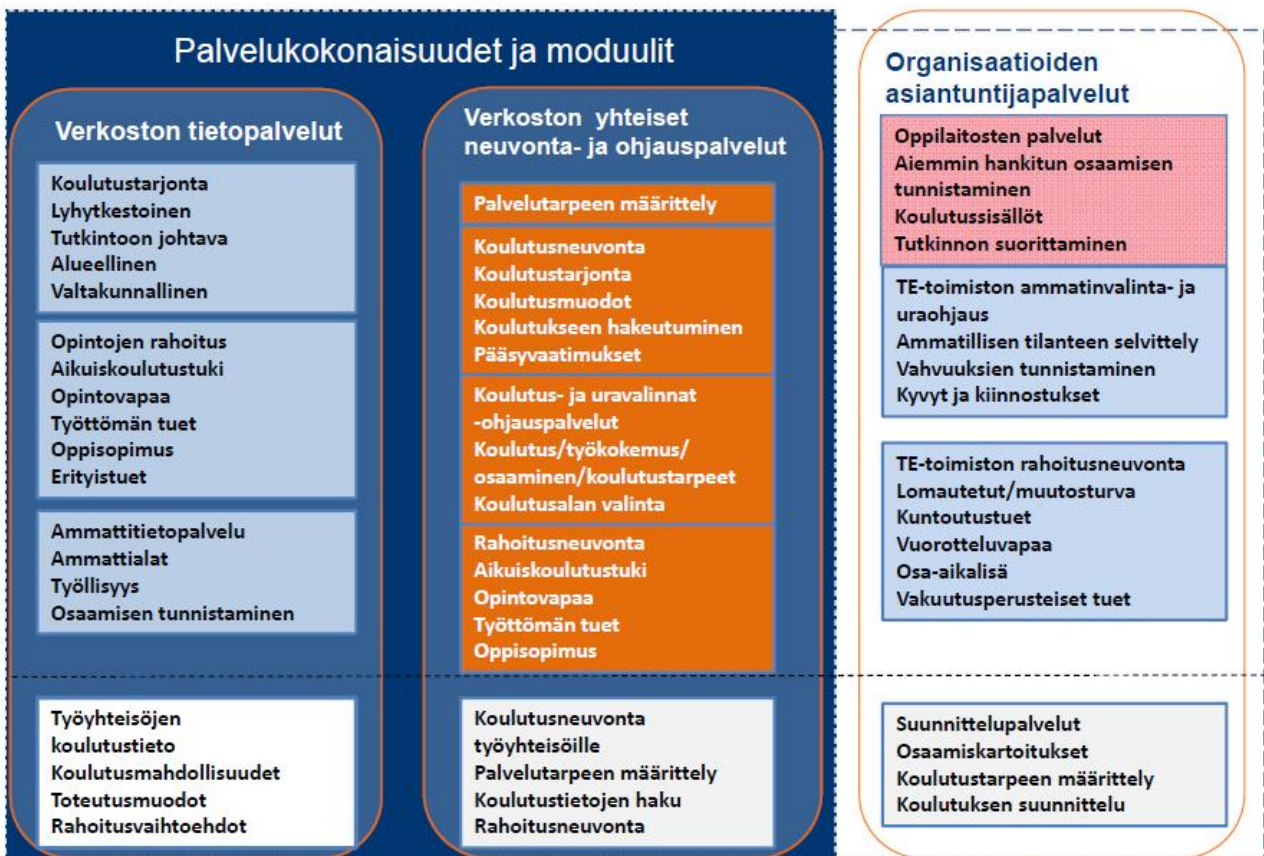 Palvelukokonaisuudet ja moduulit
Verkoston tietopalvelut
Koulutustarjonta
Lyhytkestoinen
Tutkintoon johtava
Alueellinen
Valtakunnallinen
Opintojen rahoitus
Aikuiskoulutustuki
Opintovapaa
Työttömän tuet
Oppisopimus
Erityistuet
Ammattitietopalvelu
Ammattialat
Työllisyys
Osaamisen tunnistaminen
Työyhteisöjen
koulutustieto
Koulutusmahdollisuudet
Toteutusmuodot
Rahoitusvaihtoehdot
Verkoston yhteiset
neuvonta- ja ohjauspalvelut
Palvelutarpeen määrittely
Koulutusneuvonta
Koulutustarjonta
Koulutusmuodot
Koulutukseen hakeutuminen
Pääsyvaatimukset
Koulutus- ja uravalinnat
-ohjauspalvelut
Koulutus/työkokemus/
osaaminen/koulutustarpeet
Koulutusalan valinta
Rahoitusneuvonta
Aikuiskoulutustuki
Opintovapaa
Työttömän tuet
Oppisopimus
Koulutusneuvonta
työyhteisöille
Palvelutarpeen määrittely
Koulutustietojen haku
Rahoitusneuvonta
Organisaatioiden
asiantuntijapalvelut
Oppilaitosten palvelut
Aiemmin hankitun osaamisen
tunnistaminen
Koulutussisällöt
Tutkinnon suorittaminen
TE-toimiston ammatinvalinta- ja
uraohjaus
Ammatillisen tilanteen selvittely
Vahvuuksien tunnistaminen
Kyvyt ja kiinnostukset
TE-toimiston rahoitusneuvonta
Lomautetut/muutosturva
Kuntoutustuet
Vuorotteluvapaa
Osa-aikalisä
Vakuutusperusteiset tuet
Suunnittelupalvelut
Osaamiskartoitukset
Koulutustarpeen määrittely
Koulutuksen suunnittelu